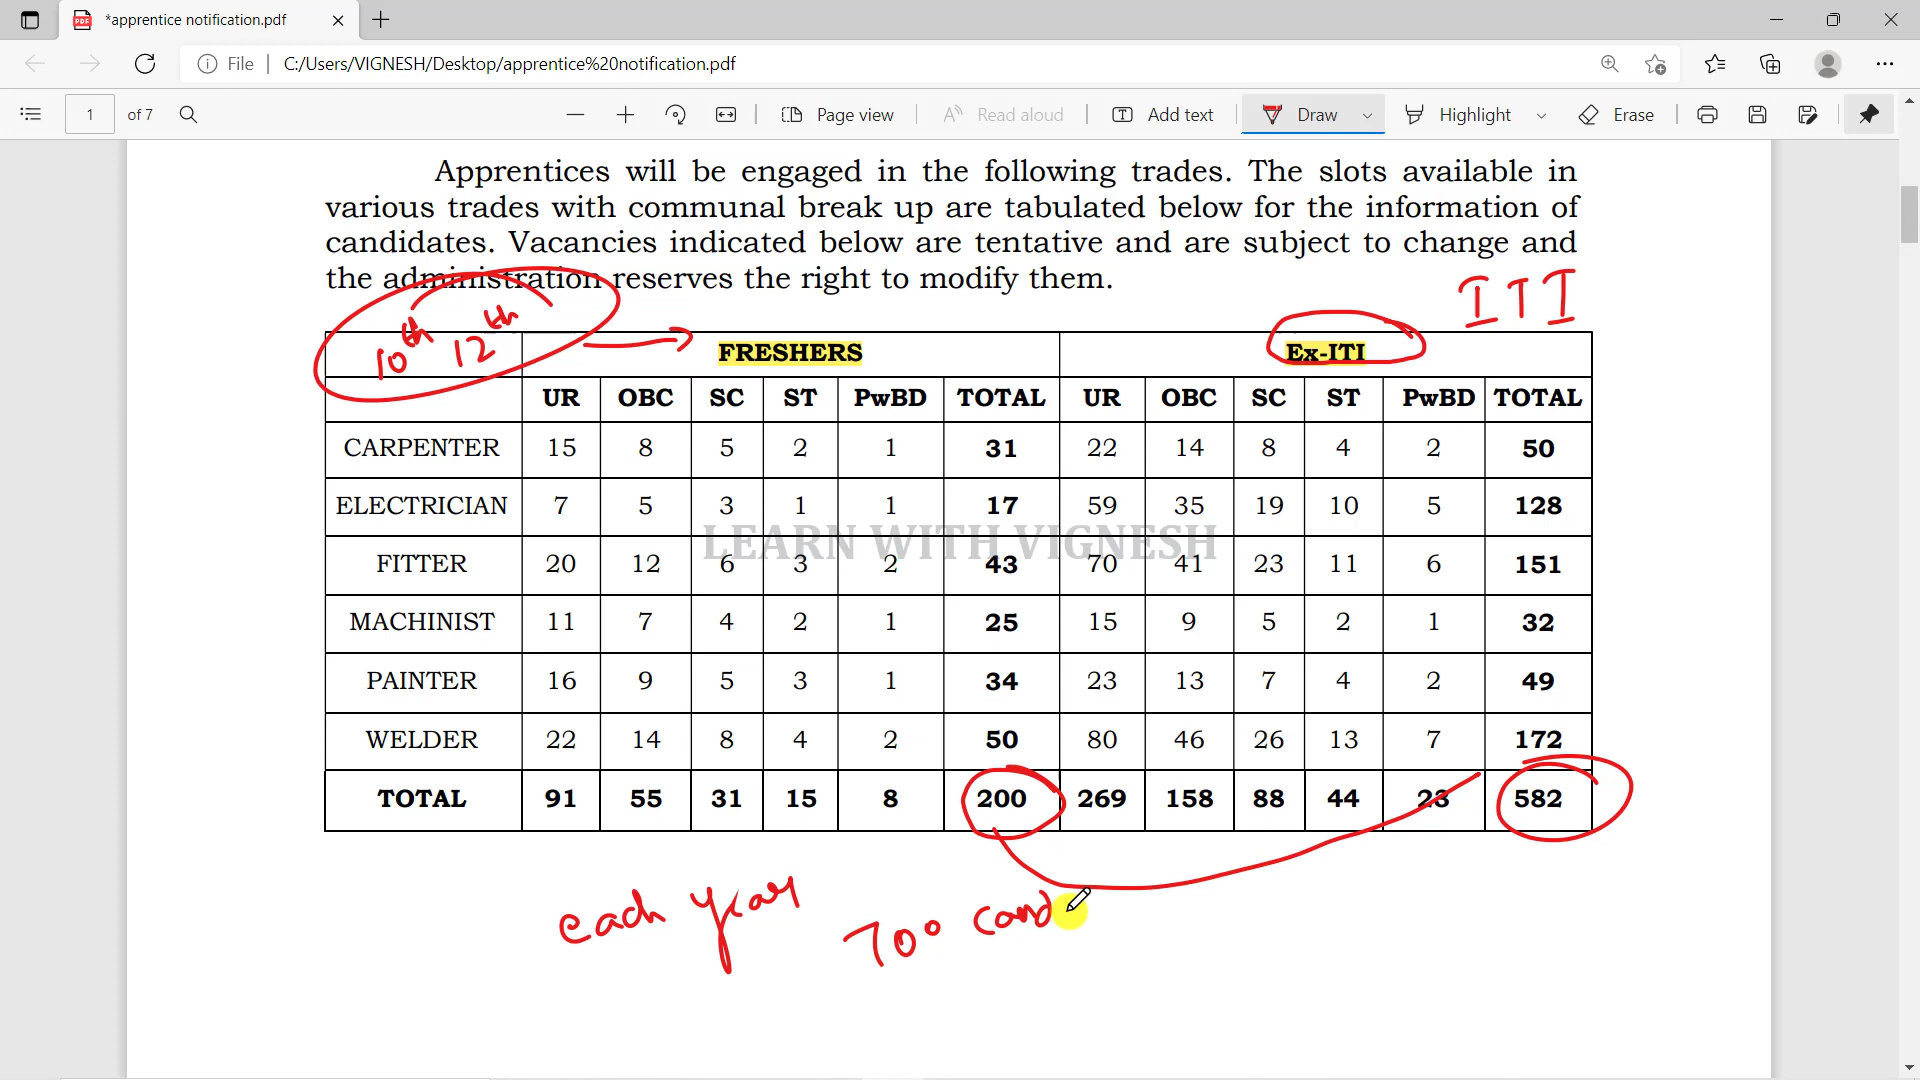 *apprentice notification.pdf
File C:/Users/VIGNESH/Desktop/apprentice%20notification.pdf
1 of 7 Page view Read aloud Add text Draw Highlight Erase
Apprentices will be engaged in the following trades. The slots available in
various trades with communal break up are tabulated below for the information of
candidates. Vacancies indicated below are tentative and are subject to change and
the administration reserves the right to modify them.
ITI
10th 12th
FRESHERS Ex-ITI
UR OBC SC ST PwBD TOTAL UR OBC SC ST PwBD TOTAL
CARPENTER 15 8 5 2 1 31 22 14 8 4 2 50
ELECTRICIAN 7 5 3 1 1 17 59 35 19 10 5 128
LEARN WITH VIGNESH
FITTER 20 12 6 3 2 43 70 41 23 11 6 151
MACHINIST 11 7 4 2 1 25 15 9 5 2 1 32
PAINTER 16 9 5 3 1 34 23 13 7 4 2 49
WELDER 22 14 8 4 2 50 80 46 26 13 7 172
TOTAL 91 55 31 15 8 200 269 158 88 44 23 582
each year 700 cand